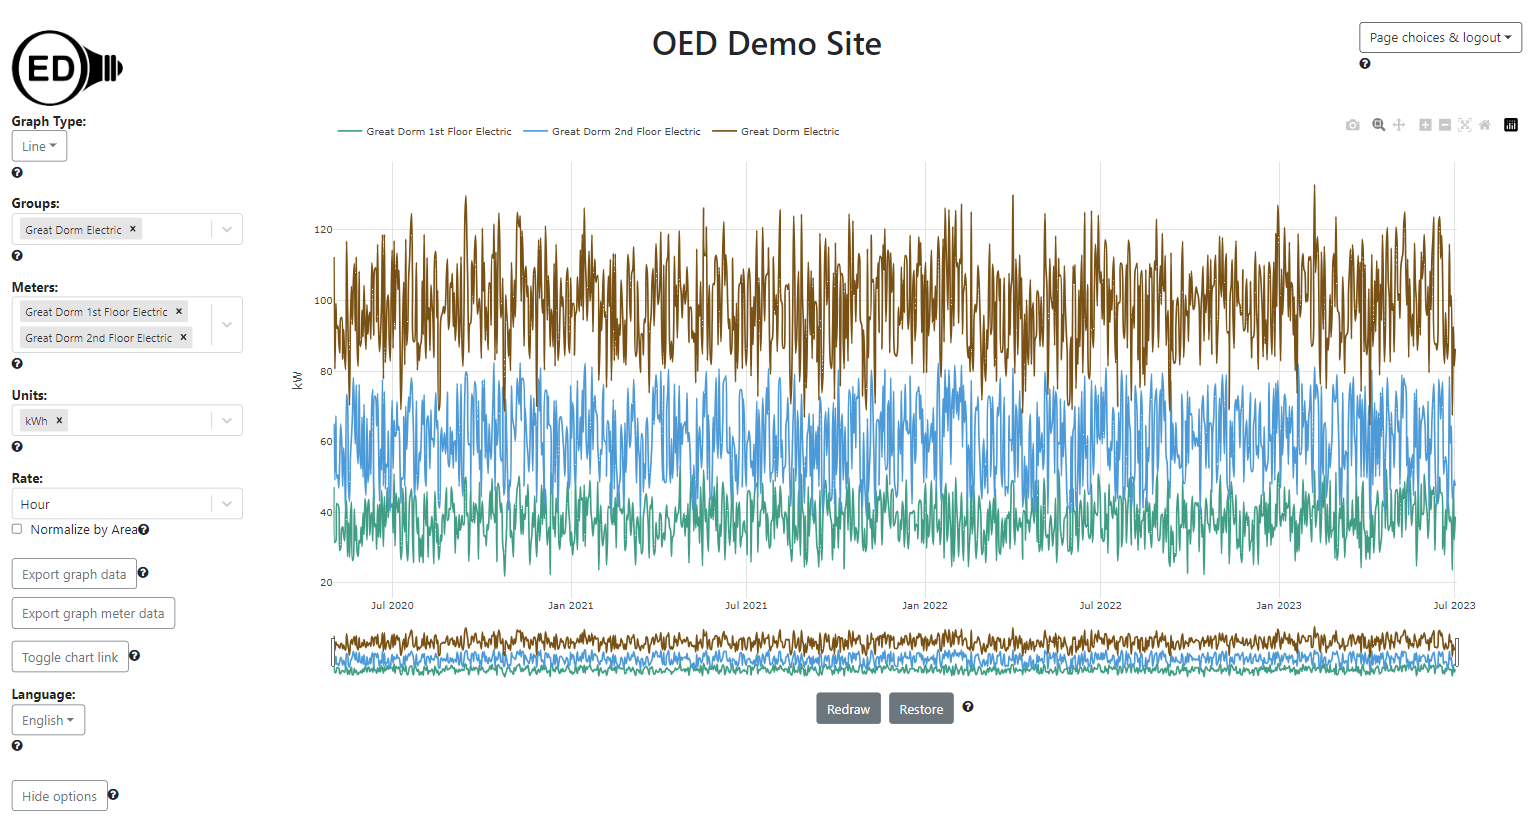 OED Demo Site
Page choices & logout
ED
Graph Type:
Line
Groups:
Great Dorm Electric ×
Meters:
Great Dorm 1st Floor Electric ×
Great Dorm 2nd Floor Electric ×
Units:
kWh ×
Rate:
Hour
Normalize by Area
Export graph data
Export graph meter data
Toggle chart link
Language:
English
Hide options
Great Dorm 1st Floor Electric Great Dorm 2nd Floor Electric Great Dorm Electric
kW
120
100
80
60
40
20
Jul 2020 Jan 2021 Jul 2021 Jan 2022 Jul 2022 Jan 2023 Jul 2023
Redraw Restore